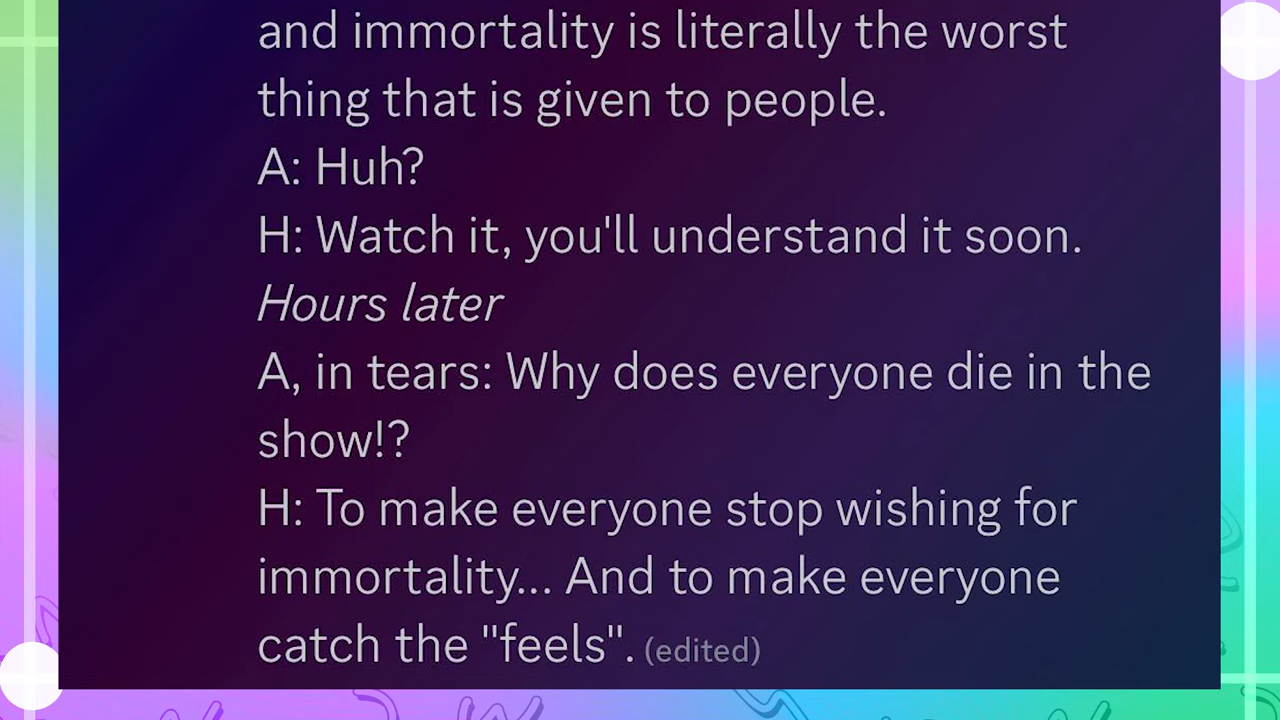 and immortality is literally the worst
thing that is given to people.
A: Huh?
H: Watch it, you'll understand it soon.
Hours later
A, in tears: Why does everyone die in the
show!?
H: To make everyone stop wishing for
immortality... And to make everyone
catch the "feels". (edited)